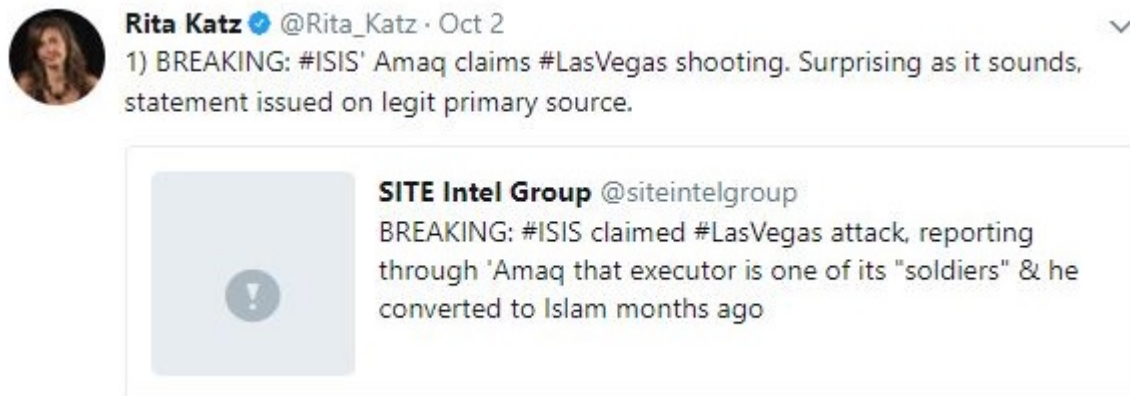 Rita Katz @Rita_Katz · Oct 2
1) BREAKING: #ISIS' Amaq claims #LasVegas shooting. Surprising as it sounds,
statement issued on legit primary source.
SITE Intel Group @siteintelgroup
BREAKING: #ISIS claimed #LasVegas attack, reporting
through 'Amaq that executor is one of its "soldiers" & he
converted to Islam months ago